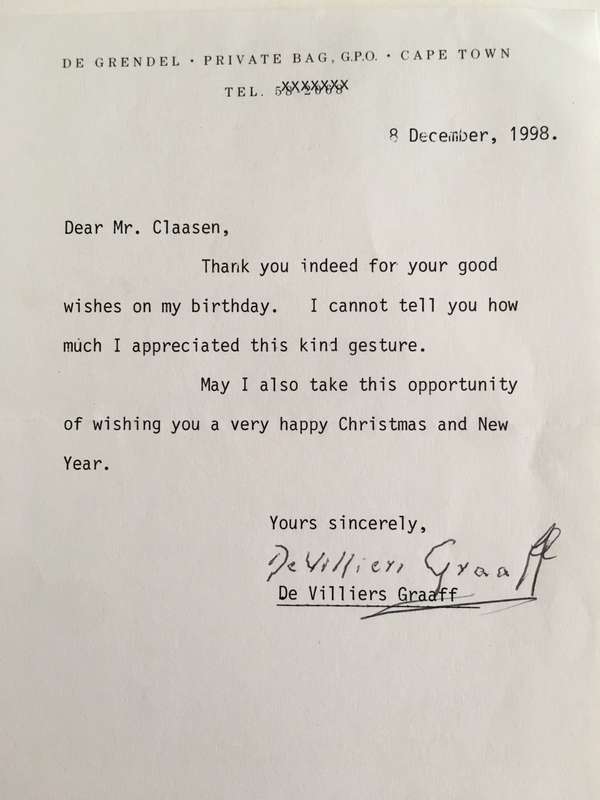 DE GRENDEL · PRIVATE BAG, G.P.O. · CAPE TOWN
TEL.
8 December, 1998.
Dear Mr. Claasen,
Thank you indeed for your good
wishes on my birthday. I cannot tell you how
much I appreciated this kind gesture.
May I also take this opportunity
of wishing you a very happy Christmas and New
Year.
Yours sincerely,
De Villiers Graaff
De Villiers Graaff